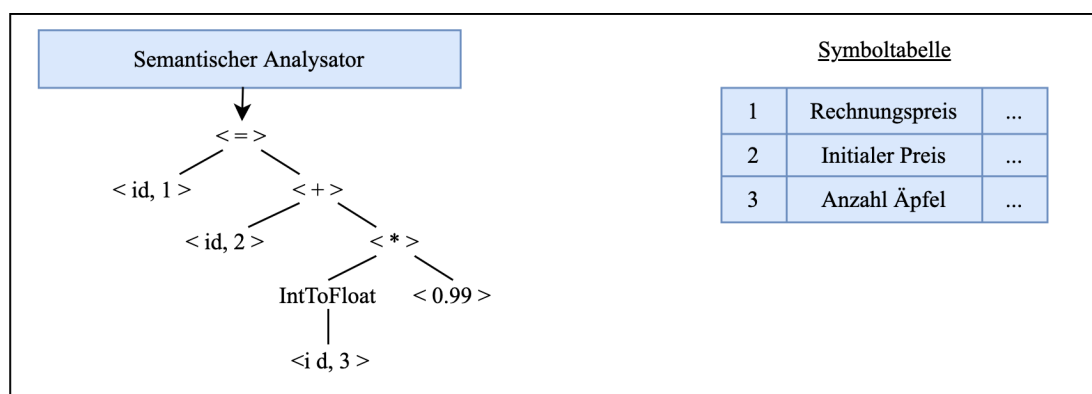 Semantischer Analysator
Symboltabelle
< = >
< id, 1 >
< + >
< id, 2 >
< * >
IntToFloat
< 0.99 >
<i d, 3 >
1 Rechnungspreis ...
2 Initialer Preis ...
3 Anzahl Äpfel ...